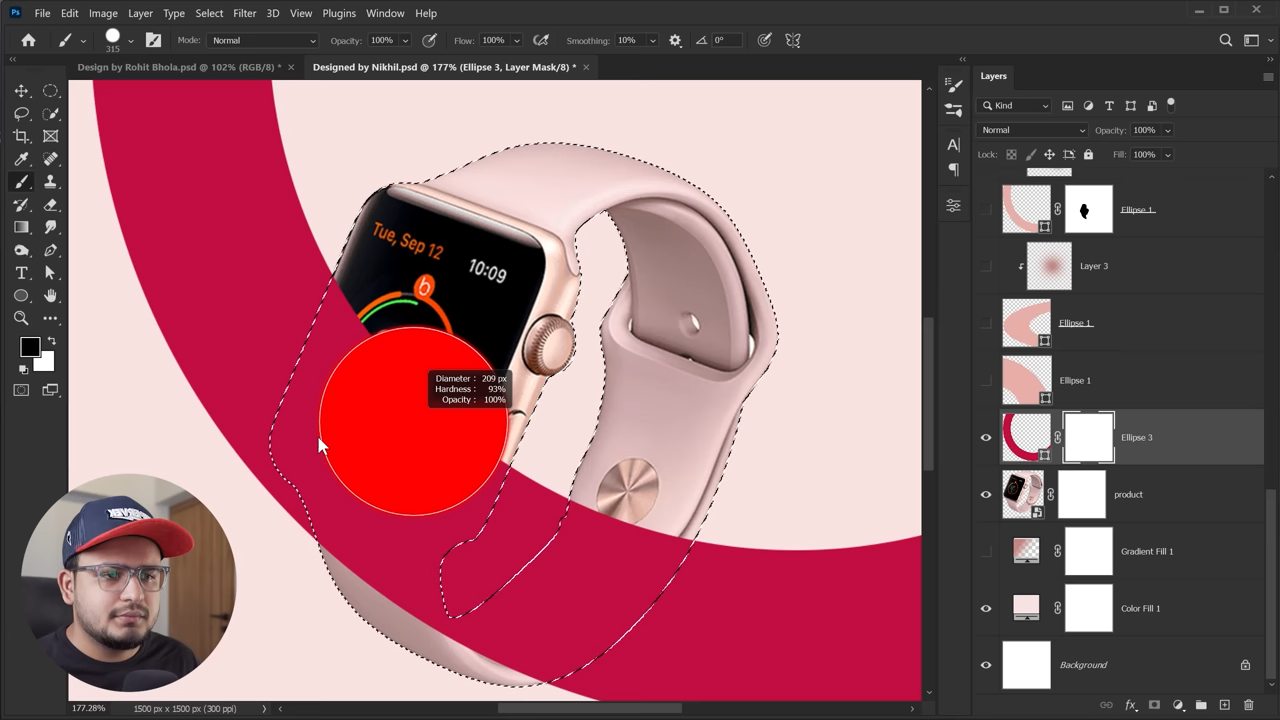 Ps File Edit Image Layer Type Select Filter 3D View Plugins Window Help
315 Mode: Normal Opacity: 100% Flow: 100% Smoothing: 10% 0°
Design by Rohit Bhola.psd @ 102% (RGB/8) * × Designed by Nikhil.psd @ 177% (Ellipse 3, Layer Mask/8) * ×
Tue, Sep 12
10:09
Diameter : 209 px
Hardness : 93%
Opacity : 100%
177.28% 1500 px x 1500 px (300 ppi)
Layers
Kind
Normal Opacity: 100%
Lock: Fill: 100%
Ellipse 1
Layer 3
Ellipse 1
Ellipse 1
Ellipse 3
product
Gradient Fill 1
Color Fill 1
Background